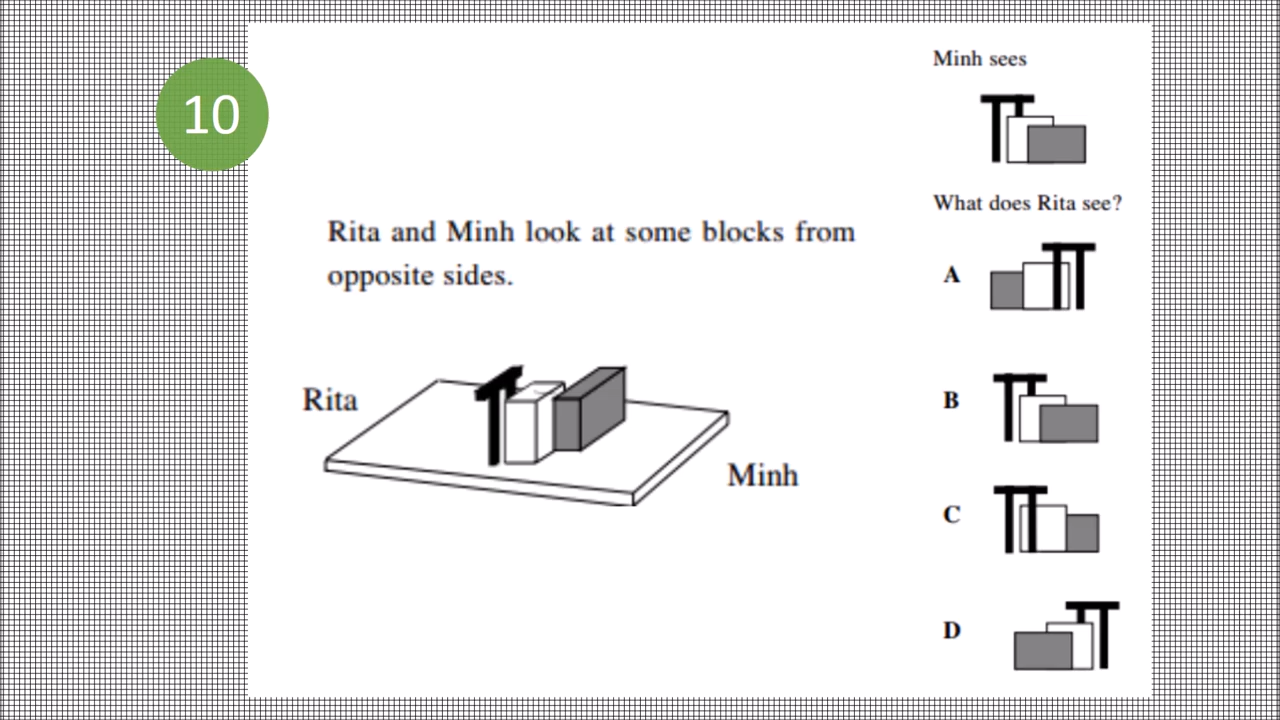 10
Rita and Minh look at some blocks from
opposite sides.
Rita
Minh
Minh sees
What does Rita see?
A
B
C
D